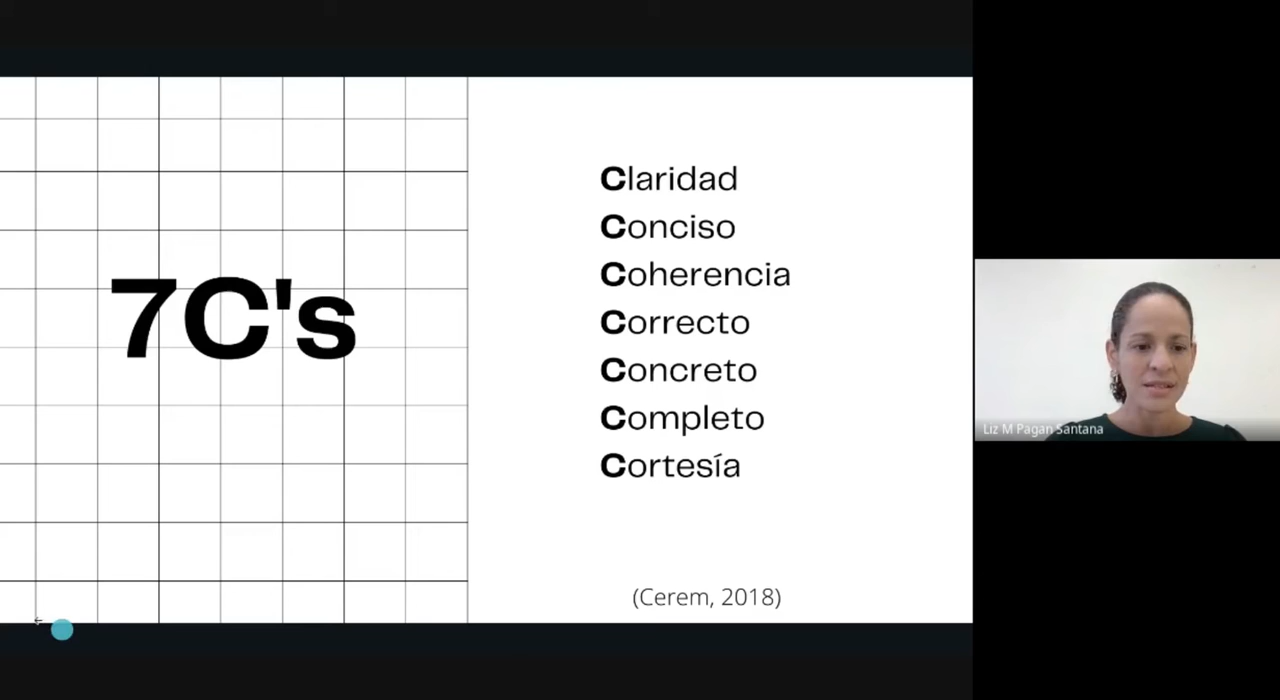 7C's
Claridad
Conciso
Coherencia
Correcto
Concreto
Completo
Cortesía
(Cerem, 2018)
Liz M Pagan Santana